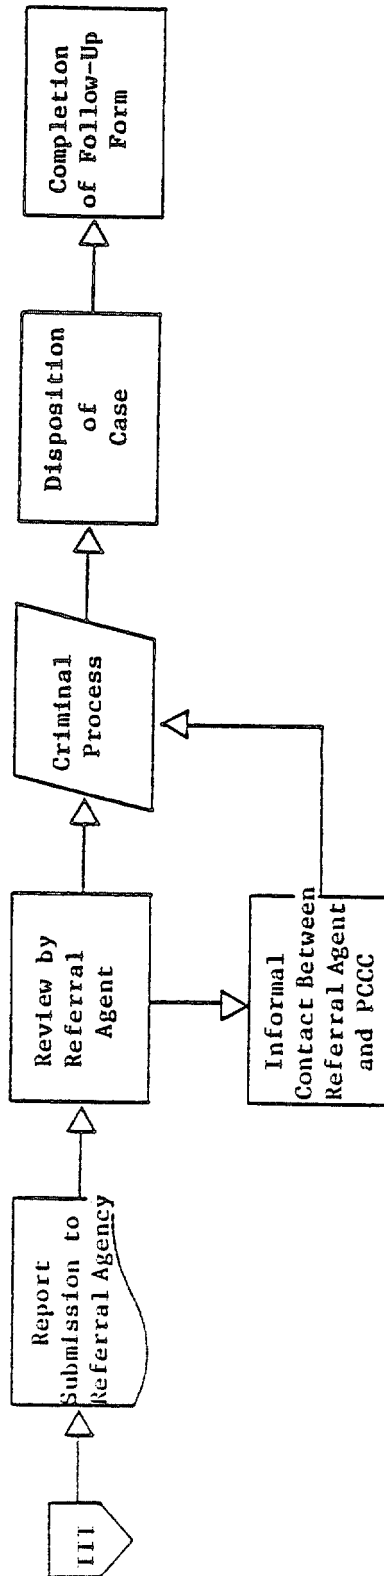 III
Report
Submission to
Referral Agency
Review by
Referral
Agent
Informal
Contact Between
Referral Agent
and PCCC
Criminal
Process
Disposition
of
Case
Completion
of Follow-Up
Form